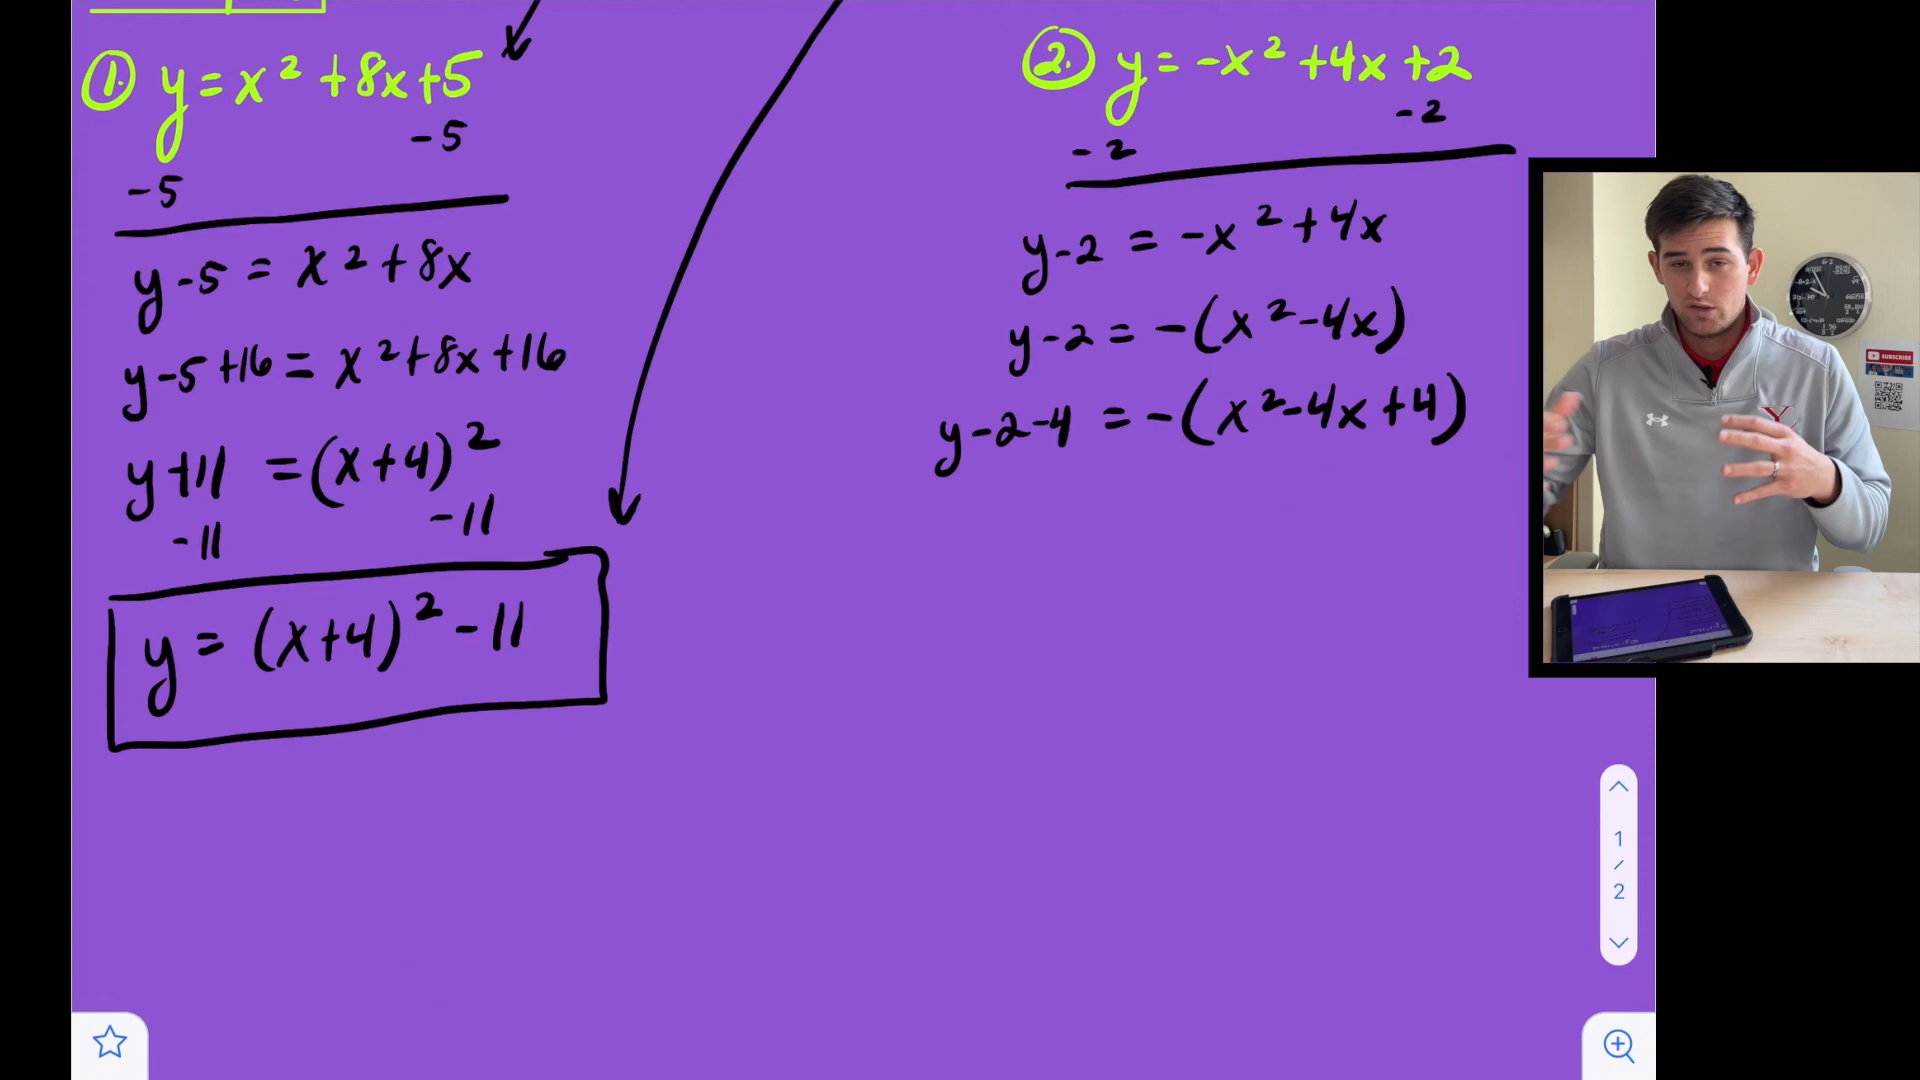 1. y = x² + 8x + 5
- 5
- 5
y - 5 = x² + 8x
y - 5 + 16 = x² + 8x + 16
y + 11 = (x + 4)²
- 11
- 11
y = (x + 4)² - 11
2. y = -x² + 4x + 2
- 2
- 2
y - 2 = -x² + 4x
y - 2 = -(x² - 4x)
y - 2 - 4 = -(x² - 4x + 4)
SUBSCRIBE
Y
1
/
2